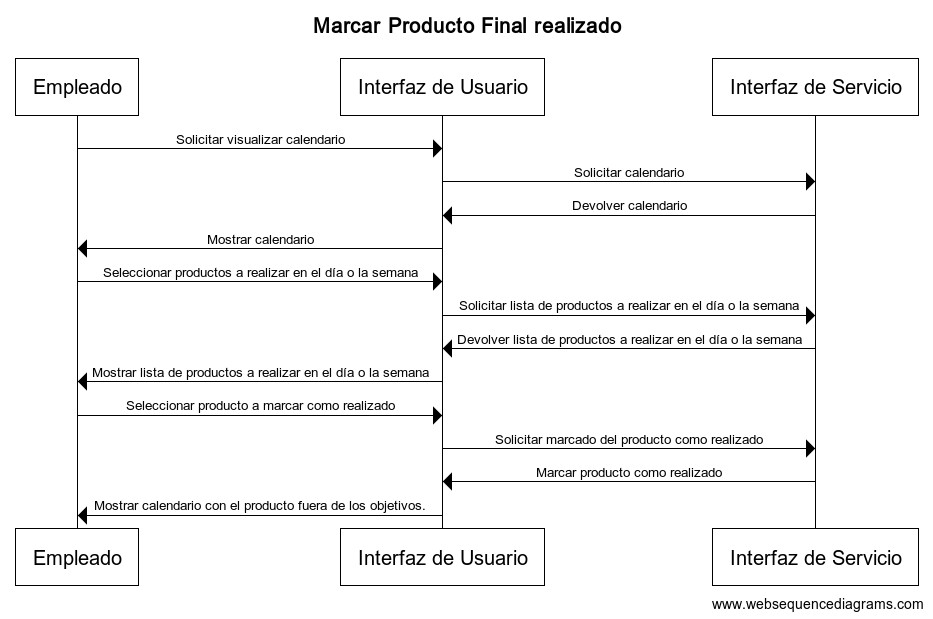 Marcar Producto Final realizado
Empleado
Interfaz de Usuario
Interfaz de Servicio
Solicitar visualizar calendario
Solicitar calendario
Devolver calendario
Mostrar calendario
Seleccionar productos a realizar en el día o la semana
Solicitar lista de productos a realizar en el día o la semana
Devolver lista de productos a realizar en el día o la semana
Mostrar lista de productos a realizar en el día o la semana
Seleccionar producto a marcar como realizado
Solicitar marcado del producto como realizado
Marcar producto como realizado
Mostrar calendario con el producto fuera de los objetivos.
Empleado
Interfaz de Usuario
Interfaz de Servicio
www.websequencediagrams.com